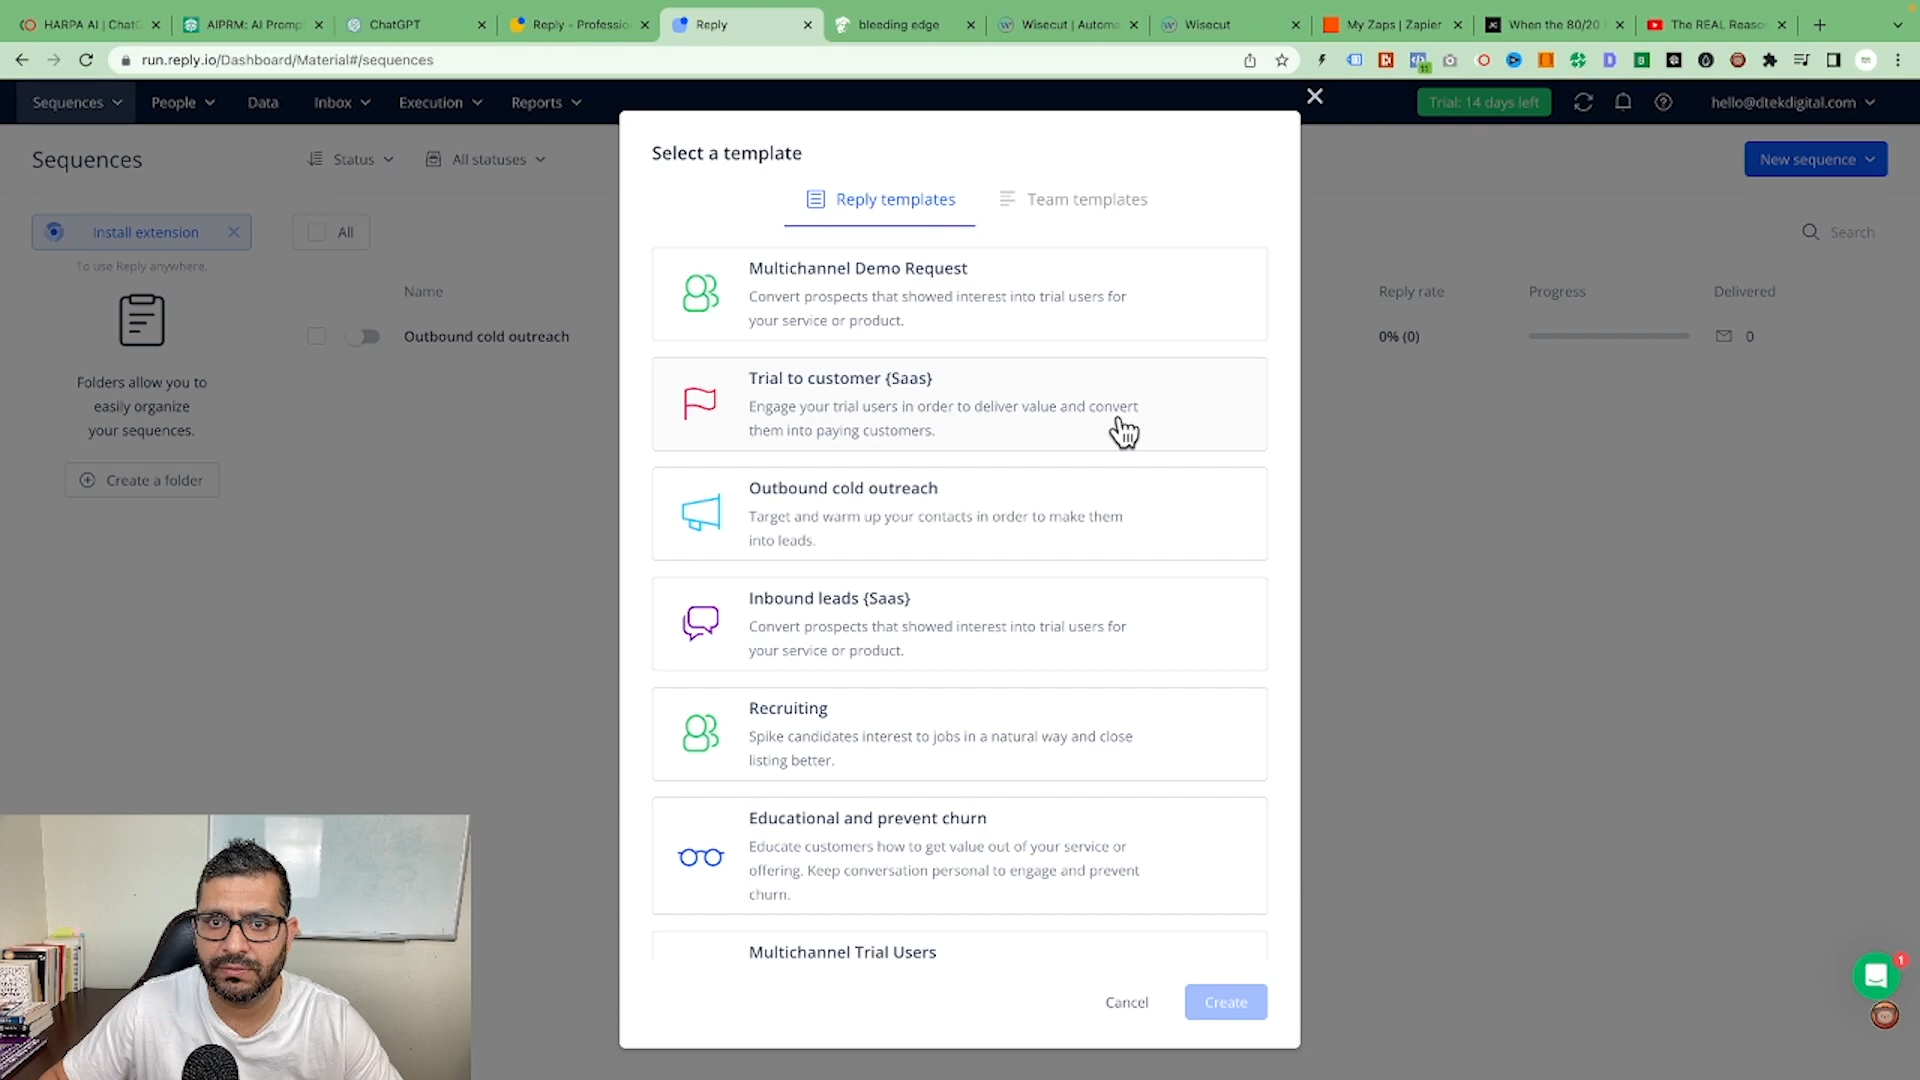 HARPA AI | ChatG
AIPRM: AI Promp
ChatGPT
Reply - Professio
Reply
bleeding edge
Wisecut | Automa
Wisecut
My Zaps | Zapier
When the 80/20
The REAL Reaso
run.reply.io/Dashboard/Material#/sequences
11
Sequences
People
Data
Inbox
Execution
Reports
Trial: 14 days left
hello@dtekdigital.com
Sequences
Status
All statuses
New sequence
Install extension
All
Search
To use Reply anywhere.
Name
Reply rate
Progress
Delivered
Outbound cold outreach
0% (0)
0
Folders allow you to
easily organize
your sequences.
Create a folder
Select a template
Reply templates
Team templates
Multichannel Demo Request
Convert prospects that showed interest into trial users for
your service or product.
Trial to customer {Saas}
Engage your trial users in order to deliver value and convert
them into paying customers.
Outbound cold outreach
Target and warm up your contacts in order to make them
into leads.
Inbound leads {Saas}
Convert prospects that showed interest into trial users for
your service or product.
Recruiting
Spike candidates interest to jobs in a natural way and close
listing better.
Educational and prevent churn
Educate customers how to get value out of your service or
offering. Keep conversation personal to engage and prevent
churn.
Multichannel Trial Users
Cancel
Create
1